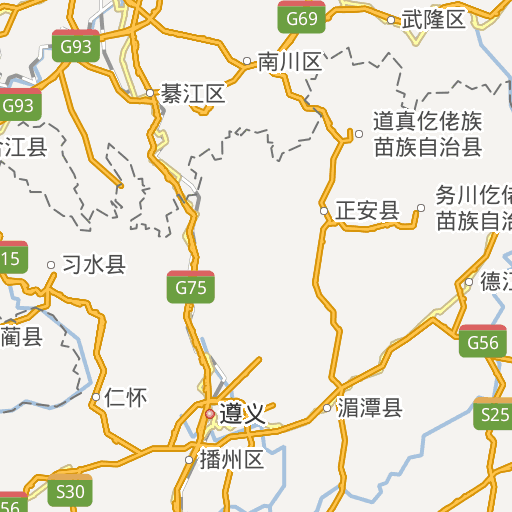 G69
武隆区
G93
南川区
綦江区
G93
道真仡佬族
苗族自治县
合江县
务川仡佬
苗族自治
正安县
15
习水县
德江
G75
蔺县
G56
仁怀
湄潭县
遵义
S25
播州区
S30
56